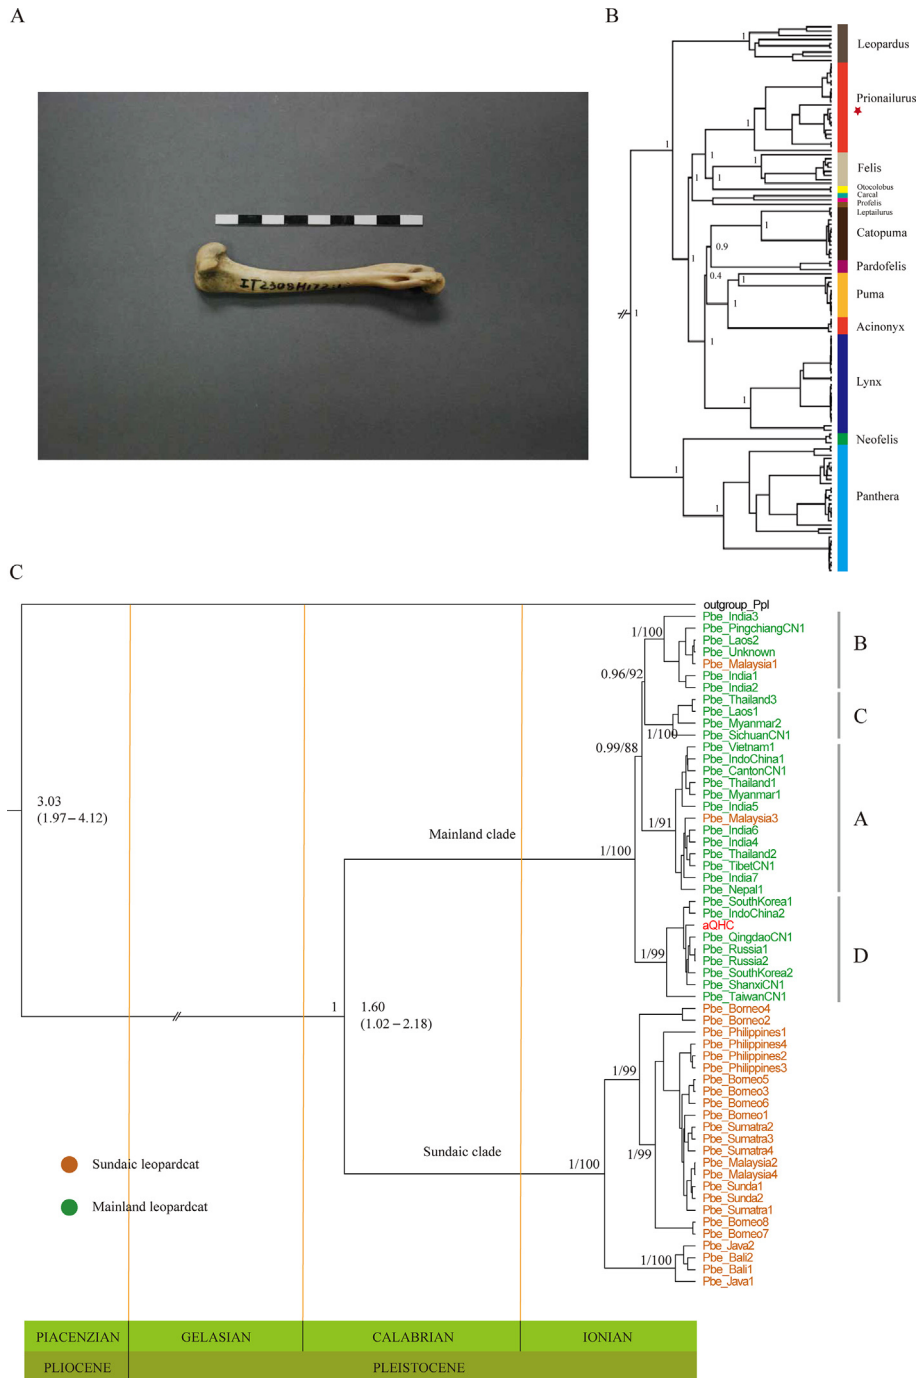 A
IT2308H172
B
Leopardus
Prionailurus
Felis
Otocolobus
Carcal
Profelis
Leptailurus
Catopuma
Pardofelis
Puma
Acinonyx
Lynx
Neofelis
Panthera
1
1
1
1
1
1
1
1
1
1
0.9
0.4
1
1
1
1
1
1
1
C
outgroup_Ppl
Pbe_India3
Pbe_PingchiangCN1
Pbe_Laos2
Pbe_Unknown
Pbe_Malaysia1
Pbe_India1
Pbe_India2
Pbe_Thailand3
Pbe_Laos1
Pbe_Myanmar2
Pbe_SichuanCN1
Pbe_Vietnam1
Pbe_IndoChina1
Pbe_CantonCN1
Pbe_Thailand1
Pbe_Myanmar1
Pbe_India5
Pbe_Malaysia3
Pbe_India6
Pbe_India4
Pbe_Thailand2
Pbe_TibetCN1
Pbe_India7
Pbe_Nepal1
Pbe_SouthKorea1
Pbe_IndoChina2
aQHC
Pbe_QingdaoCN1
Pbe_Russia1
Pbe_Russia2
Pbe_SouthKorea2
Pbe_ShanxiCN1
Pbe_TaiwanCN1
Pbe_Borneo4
Pbe_Borneo2
Pbe_Philippines1
Pbe_Philippines4
Pbe_Philippines2
Pbe_Philippines3
Pbe_Borneo5
Pbe_Borneo3
Pbe_Borneo6
Pbe_Borneo1
Pbe_Sumatra2
Pbe_Sumatra3
Pbe_Sumatra4
Pbe_Malaysia2
Pbe_Malaysia4
Pbe_Sunda1
Pbe_Sunda2
Pbe_Sumatra1
Pbe_Borneo8
Pbe_Borneo7
Pbe_Java2
Pbe_Bali2
Pbe_Bali1
Pbe_Java1
B
C
A
D
1/100
0.96/92
1/100
0.99/88
1/91
1/100
1/99
3.03
(1.97–4.12)
Mainland clade
1
1.60
(1.02–2.18)
1/99
1/99
Sundaic clade
1/100
1/100
Sundaic leopardcat
Mainland leopardcat
PIACENZIAN
GELASIAN
CALABRIAN
IONIAN
PLIOCENE
PLEISTOCENE